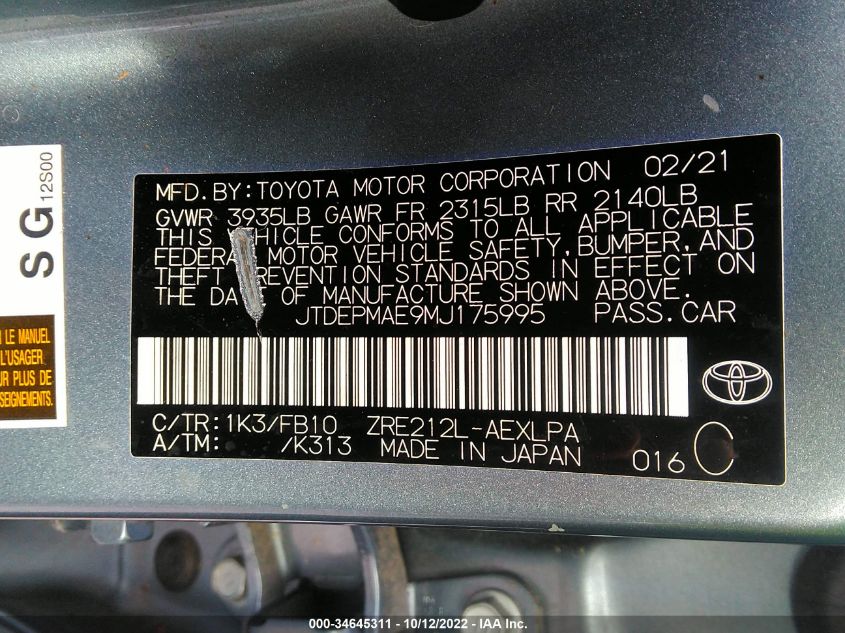 SG 12S00
N LE MANUEL
L'USAGER.
UR PLUS DE
SEIGNEMENTS.
MFD. BY: TOYOTA MOTOR CORPORATION 02/21
GVWR 3935LB GAWR FR 2315LB RR 2140LB
THIS VEHICLE CONFORMS TO ALL APPLICABLE
FEDERAL MOTOR VEHICLE SAFETY, BUMPER, AND
THEFT PREVENTION STANDARDS IN EFFECT ON
THE DATE OF MANUFACTURE SHOWN ABOVE.
JTDEPMAE9MJ175995 PASS.CAR
C/TR: 1K3/FB10 ZRE212L-AEXLPA
A/TM: /K313 MADE IN JAPAN 016 C
000-34645311 - 10/12/2022 - IAA Inc.